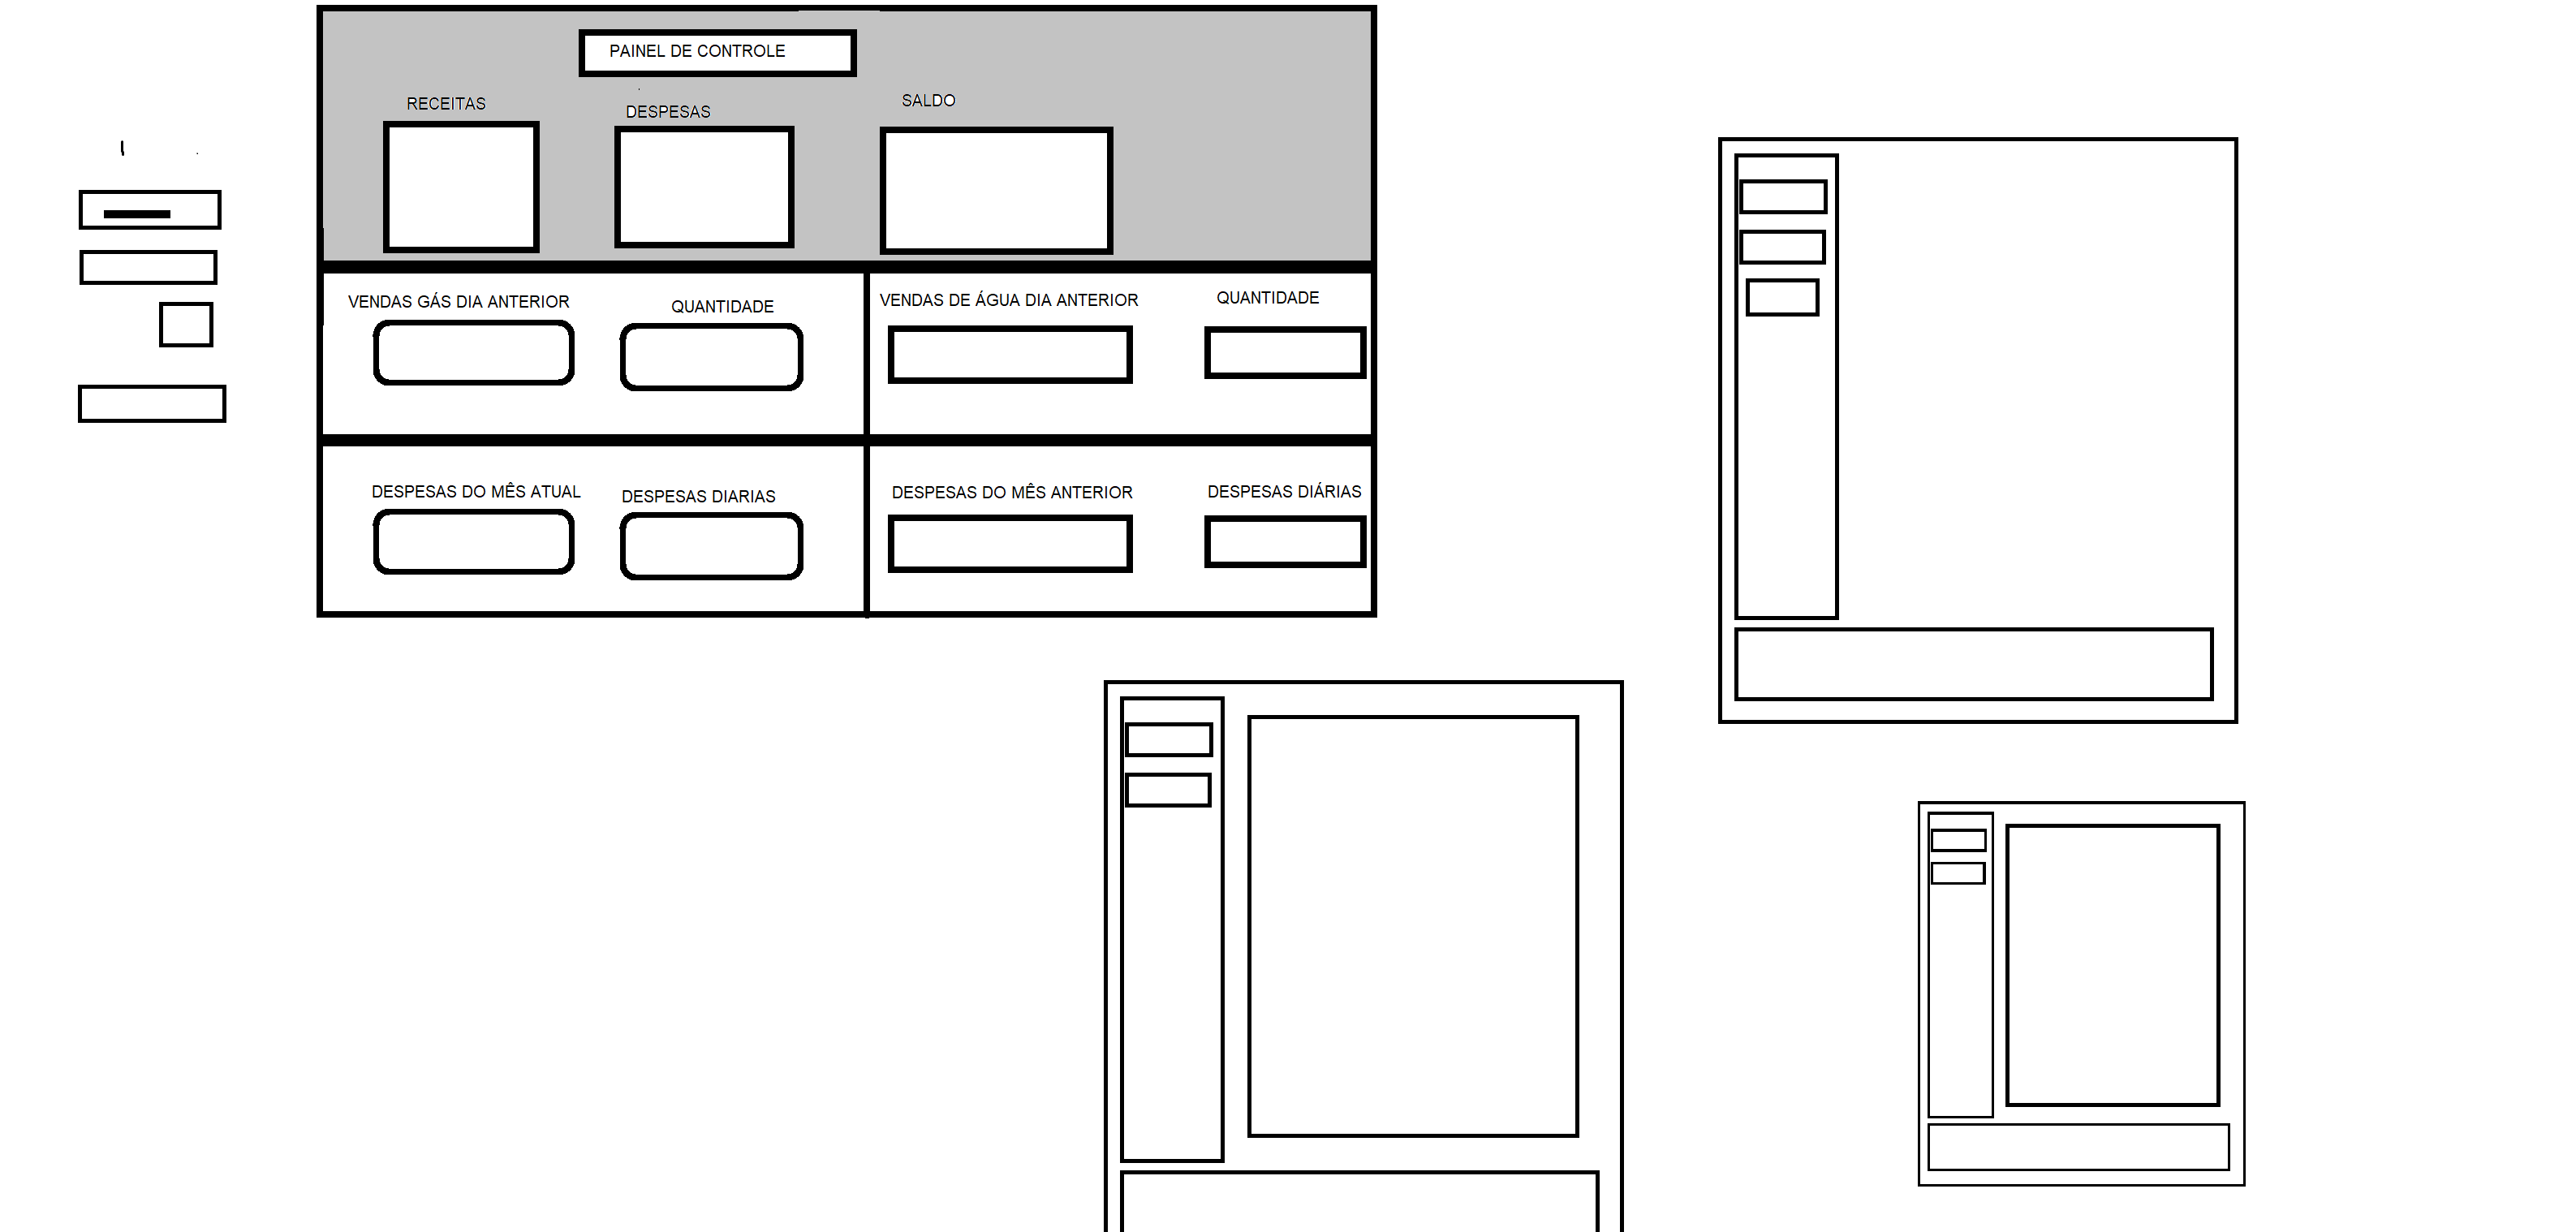 PAINEL DE CONTROLE
RECEITAS
DESPESAS
SALDO
VENDAS GÁS DIA ANTERIOR
QUANTIDADE
VENDAS DE ÁGUA DIA ANTERIOR
QUANTIDADE
DESPESAS DO MÊS ATUAL
DESPESAS DIARIAS
DESPESAS DO MÊS ANTERIOR
DESPESAS DIÁRIAS